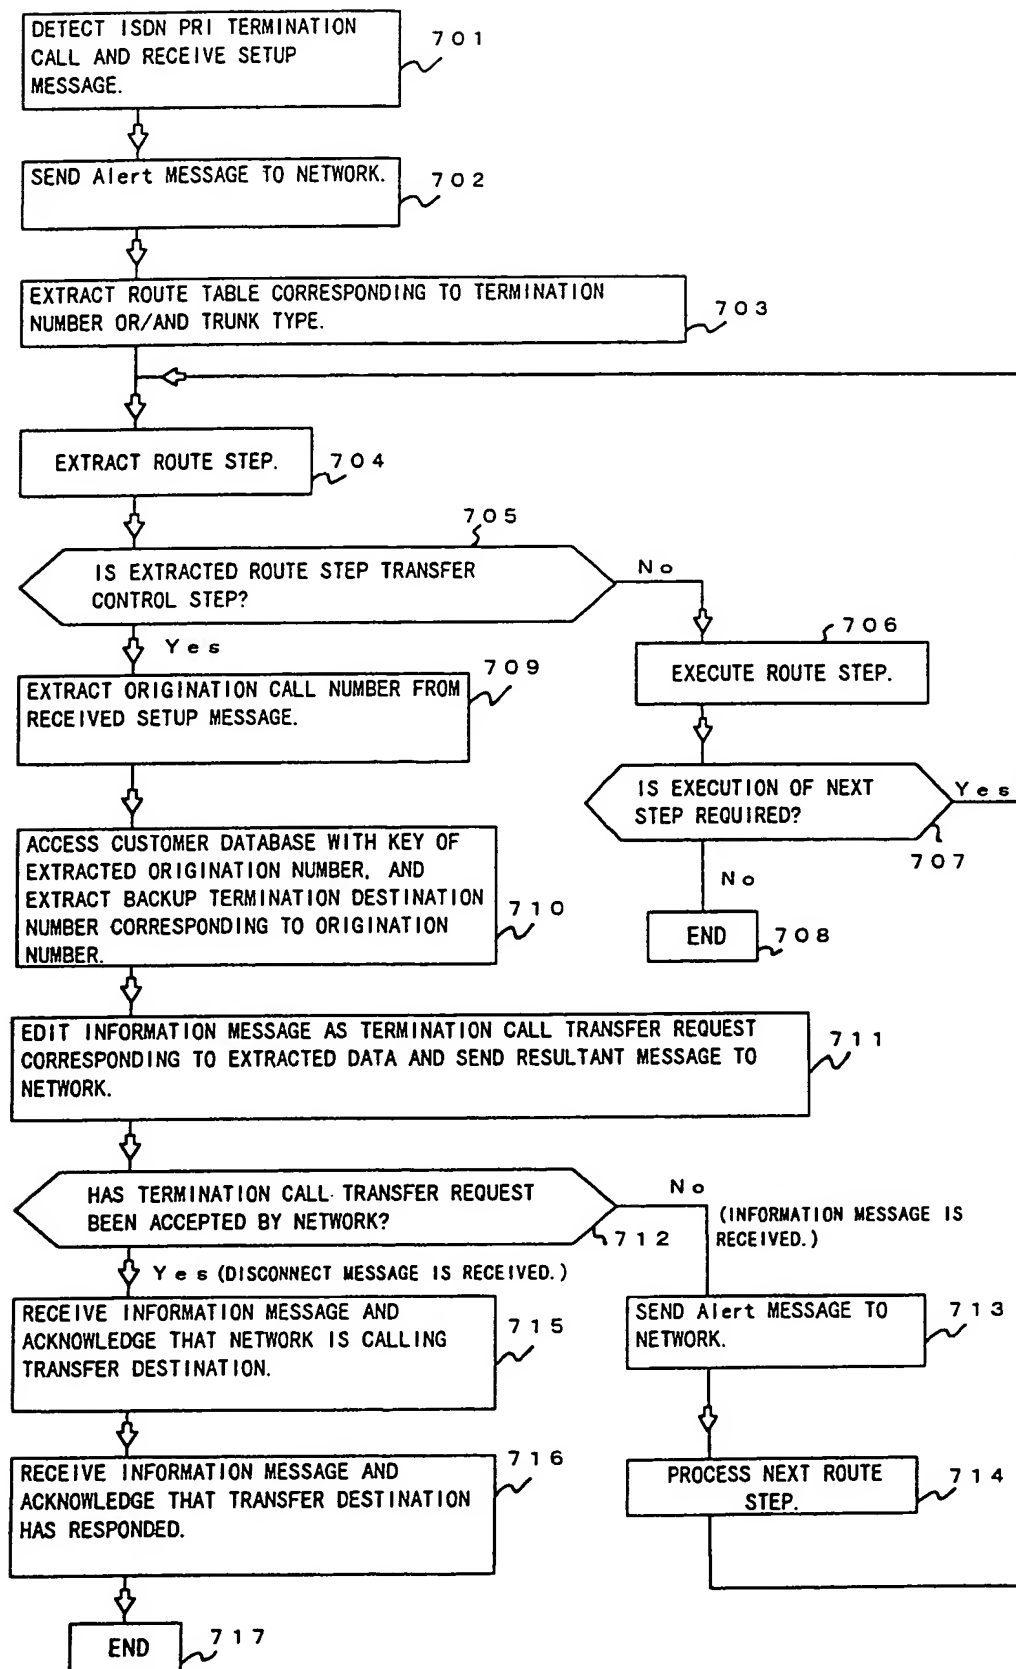 DETECT ISDN PRI TERMINATION
CALL AND RECEIVE SETUP
MESSAGE.
701
SEND Alert MESSAGE TO NETWORK.
702
EXTRACT ROUTE TABLE CORRESPONDING TO TERMINATION
NUMBER OR/AND TRUNK TYPE.
703
EXTRACT ROUTE STEP.
704
705
IS EXTRACTED ROUTE STEP TRANSFER
CONTROL STEP?
No
Yes
706
EXECUTE ROUTE STEP.
709
EXTRACT ORIGINATION CALL NUMBER FROM
RECEIVED SETUP MESSAGE.
IS EXECUTION OF NEXT
STEP REQUIRED?
Yes
707
No
END
708
ACCESS CUSTOMER DATABASE WITH KEY OF
EXTRACTED ORIGINATION NUMBER, AND
EXTRACT BACKUP TERMINATION DESTINATION
NUMBER CORRESPONDING TO ORIGINATION
NUMBER.
710
EDIT INFORMATION MESSAGE AS TERMINATION CALL TRANSFER REQUEST
CORRESPONDING TO EXTRACTED DATA AND SEND RESULTANT MESSAGE TO
NETWORK.
711
HAS TERMINATION CALL TRANSFER REQUEST
BEEN ACCEPTED BY NETWORK?
712
No
(INFORMATION MESSAGE IS
RECEIVED.)
Yes (DISCONNECT MESSAGE IS RECEIVED.)
SEND Alert MESSAGE TO
NETWORK.
713
RECEIVE INFORMATION MESSAGE AND
ACKNOWLEDGE THAT NETWORK IS CALLING
TRANSFER DESTINATION.
715
PROCESS NEXT ROUTE
STEP.
714
RECEIVE INFORMATION MESSAGE AND
ACKNOWLEDGE THAT TRANSFER DESTINATION
HAS RESPONDED.
716
END
717